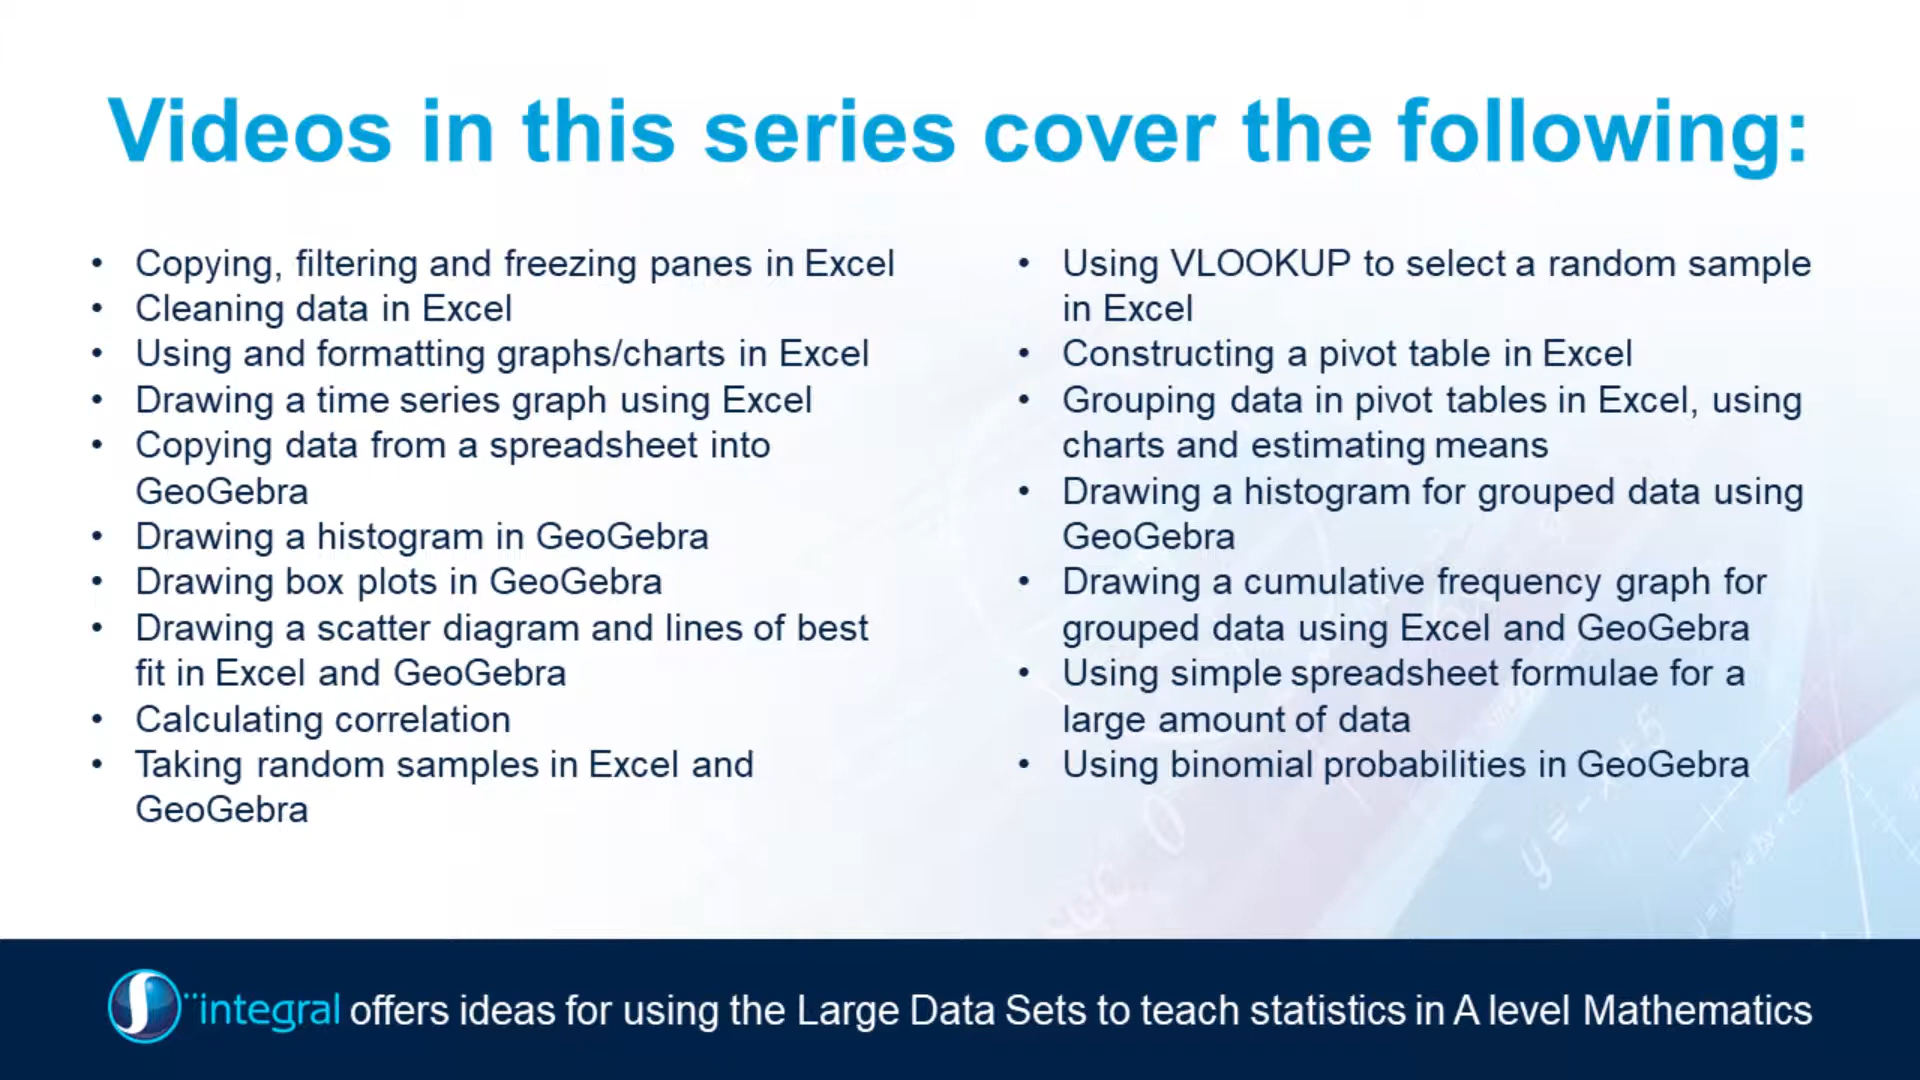 Videos in this series cover the following:
• Copying, filtering and freezing panes in Excel
• Cleaning data in Excel
• Using and formatting graphs/charts in Excel
• Drawing a time series graph using Excel
• Copying data from a spreadsheet into
GeoGebra
• Drawing a histogram in GeoGebra
• Drawing box plots in GeoGebra
• Drawing a scatter diagram and lines of best
fit in Excel and GeoGebra
• Calculating correlation
• Taking random samples in Excel and
GeoGebra
• Using VLOOKUP to select a random sample
in Excel
• Constructing a pivot table in Excel
• Grouping data in pivot tables in Excel, using
charts and estimating means
• Drawing a histogram for grouped data using
GeoGebra
• Drawing a cumulative frequency graph for
grouped data using Excel and GeoGebra
• Using simple spreadsheet formulae for a
large amount of data
• Using binomial probabilities in GeoGebra
integral offers ideas for using the Large Data Sets to teach statistics in A level Mathematics